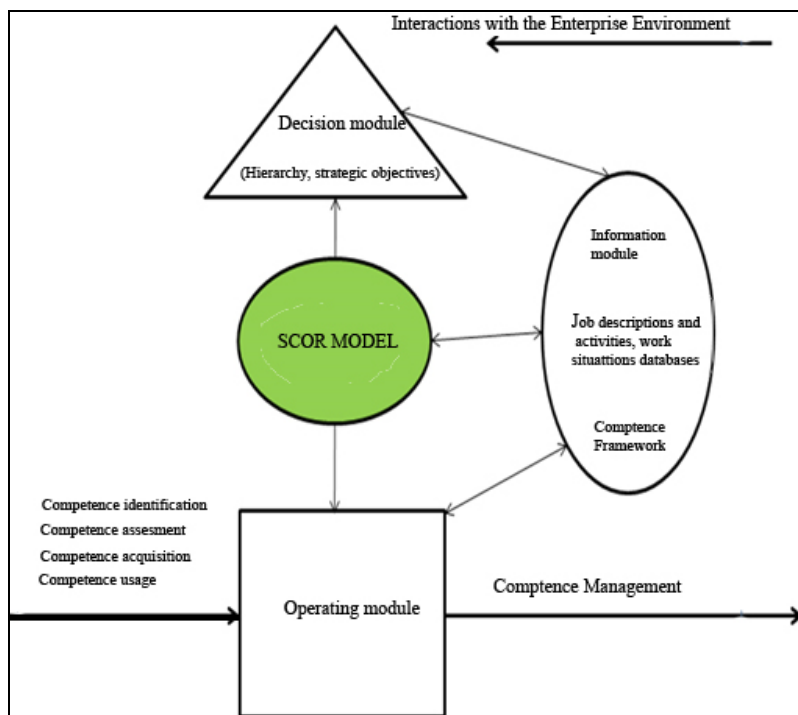 Interactions with the Enterprise Environment
Decision module
(Hierarchy, strategic objectives)
Information
module
Job descriptions and
activities, work
situattions databases
Comptence
Framework
SCOR MODEL
Competence identification
Competence assesment
Competence acquisition
Competence usage
Operating module
Comptence Management